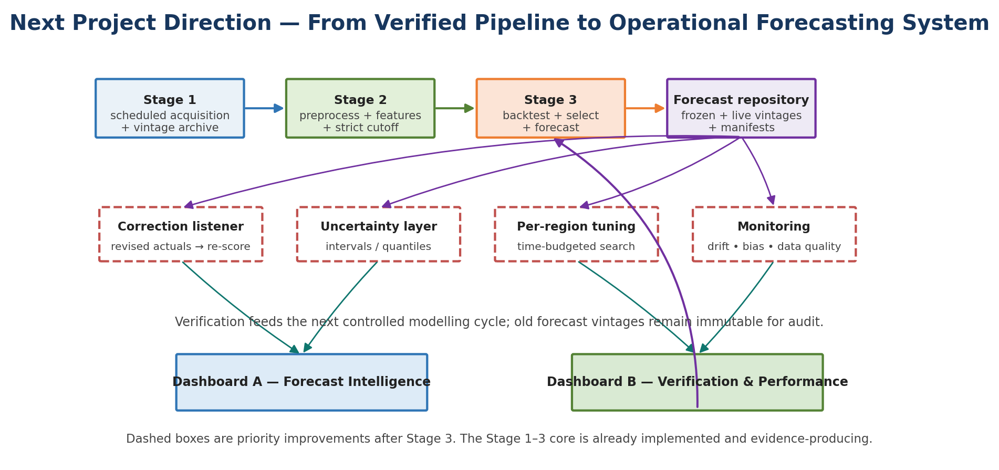 Next Project Direction — From Verified Pipeline to Operational Forecasting System
Stage 1
scheduled acquisition
+ vintage archive
Stage 2
preprocess + features
+ strict cutoff
Stage 3
backtest + select
+ forecast
Forecast repository
frozen + live vintages
+ manifests
Correction listener
revised actuals → re-score
Uncertainty layer
intervals / quantiles
Per-region tuning
time-budgeted search
Monitoring
drift • bias • data quality
Verification feeds the next controlled modelling cycle; old forecast vintages remain immutable for audit.
Dashboard A — Forecast Intelligence
Dashboard B — Verification & Performance
Dashed boxes are priority improvements after Stage 3. The Stage 1–3 core is already implemented and evidence-producing.